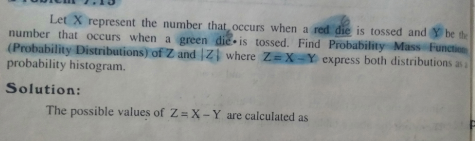 Let X represent the number that occurs when a red die is tossed and Y be the
number that occurs when a green die is tossed. Find Probability Mass Functions
(Probability Distributions) of Z and |Z| where Z = X – Y express both distributions as a
probability histogram.
Solution:
The possible values of Z = X – Y are calculated as